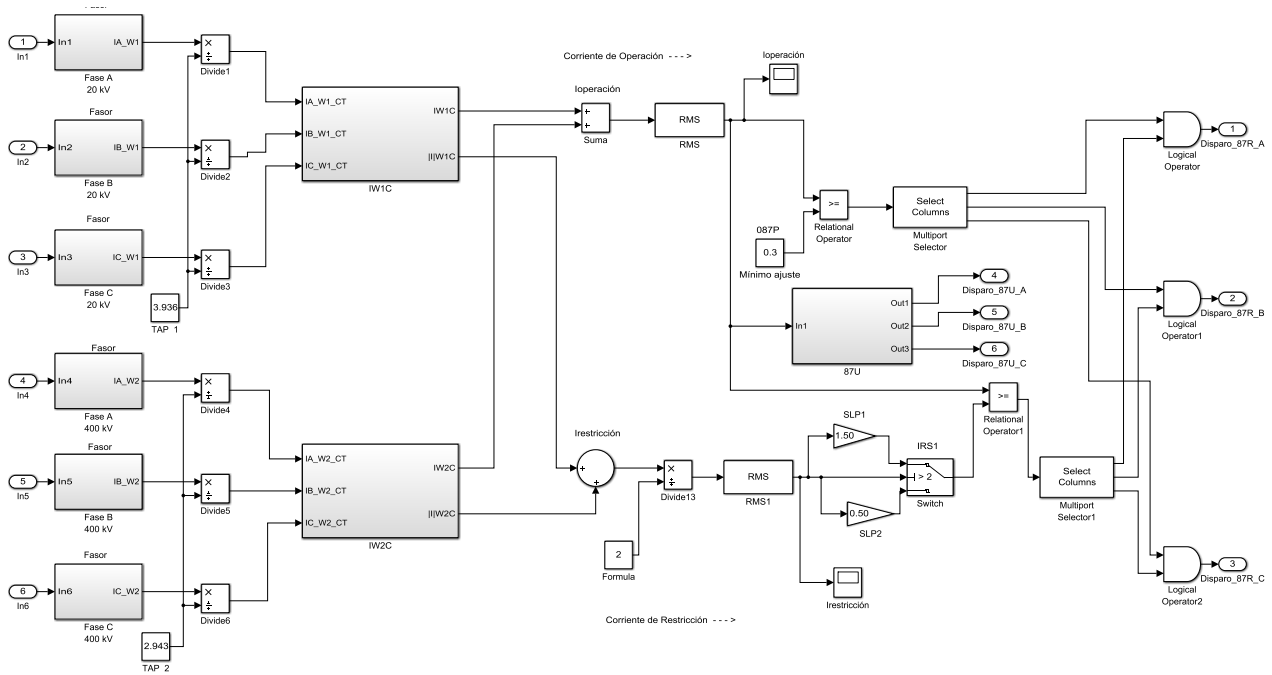 Fasor
1
In1
In1
IA_W1
Fase A
20 kV
×
÷
Divide1
Fasor
2
In2
In2
IB_W1
Fase B
20 kV
×
÷
Divide2
Fasor
3
In3
In3
IC_W1
Fase C
20 kV
×
÷
Divide3
3.936
TAP_1
IA_W1_CT
IB_W1_CT
IC_W1_CT
IW1C
|I|W1C
IW1C
Fasor
4
In4
In4
IA_W2
Fase A
400 kV
×
÷
Divide4
Fasor
5
In5
In5
IB_W2
Fase B
400 kV
×
÷
Divide5
Fasor
6
In6
In6
IC_W2
Fase C
400 kV
×
÷
Divide6
2.943
TAP_2
IA_W2_CT
IB_W2_CT
IC_W2_CT
IW2C
|I|W2C
IW2C
Corriente de Operación - - - >
Ioperación
+
+
Suma
RMS
RMS
Ioperación
087P
0.3
Mínimo ajuste
>=
Relational
Operator
Select
Columns
Multiport
Selector
In1
Out1
Out2
Out3
87U
4
Disparo_87U_A
5
Disparo_87U_B
6
Disparo_87U_C
Irestricción
+
+
2
Formula
×
÷
Divide13
RMS
RMS1
SLP1
1.50
0.50
SLP2
IRS1
> 2
Switch
Irestricción
>=
Relational
Operator1
Select
Columns
Multiport
Selector1
Corriente de Restricción - - - >
Logical
Operator
1
Disparo_87R_A
Logical
Operator1
2
Disparo_87R_B
Logical
Operator2
3
Disparo_87R_C